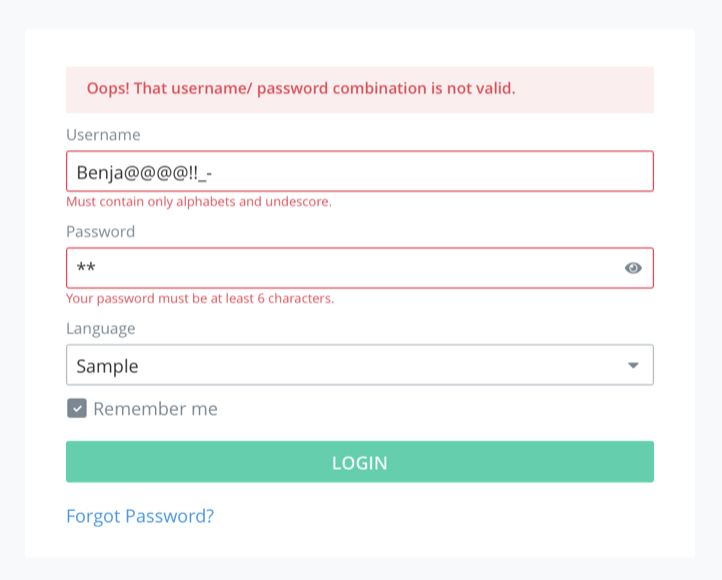 Oops! That username/ password combination is not valid.
Username
Benja@@@@!!_-
Must contain only alphabets and undescore.
Password
**
Your password must be at least 6 characters.
Language
Sample
Remember me
LOGIN
Forgot Password?